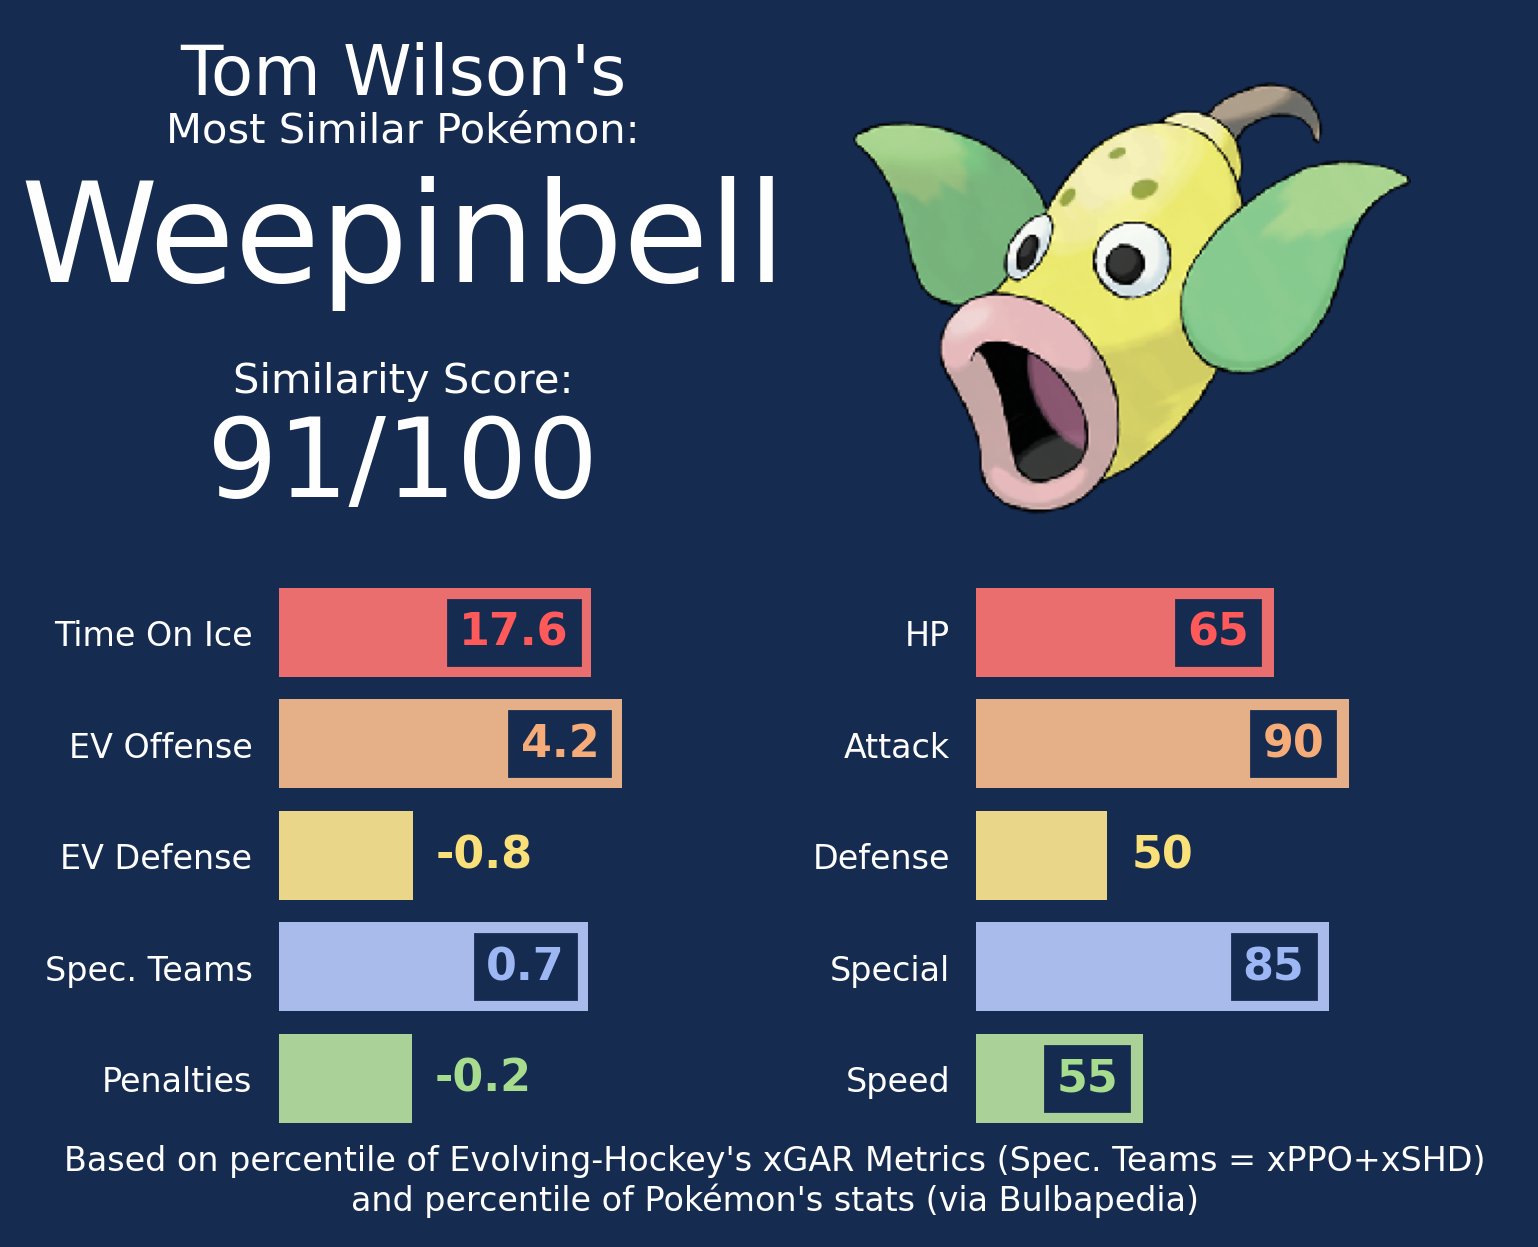 Tom Wilson's
Most Similar Pokémon:
Weepinbell
Similarity Score:
91/100
Time On Ice 17.6
EV Offense 4.2
EV Defense -0.8
Spec. Teams 0.7
Penalties -0.2
HP 65
Attack 90
Defense 50
Special 85
Speed 55
Based on percentile of Evolving-Hockey's xGAR Metrics (Spec. Teams = xPPO+xSHD)
and percentile of Pokémon's stats (via Bulbapedia)